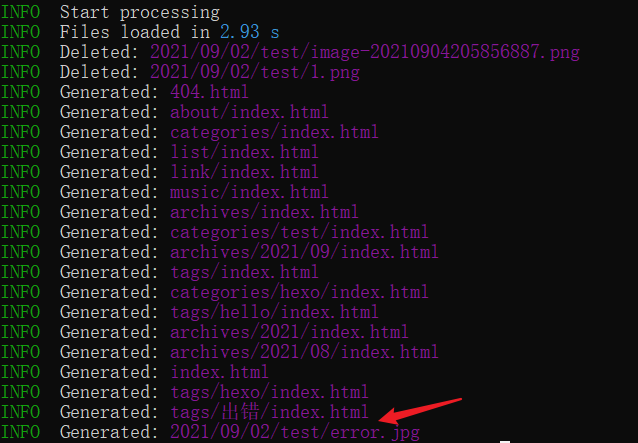 INFO  Start processing
INFO  Files loaded in 2.93 s
INFO  Deleted: 2021/09/02/test/image-20210904205856887.png
INFO  Deleted: 2021/09/02/test/1.png
INFO  Generated: 404.html
INFO  Generated: about/index.html
INFO  Generated: categories/index.html
INFO  Generated: list/index.html
INFO  Generated: link/index.html
INFO  Generated: music/index.html
INFO  Generated: archives/index.html
INFO  Generated: categories/test/index.html
INFO  Generated: archives/2021/09/index.html
INFO  Generated: tags/index.html
INFO  Generated: categories/hexo/index.html
INFO  Generated: tags/hello/index.html
INFO  Generated: archives/2021/index.html
INFO  Generated: archives/2021/08/index.html
INFO  Generated: index.html
INFO  Generated: tags/hexo/index.html
INFO  Generated: tags/出错/index.html
INFO  Generated: 2021/09/02/test/error.jpg